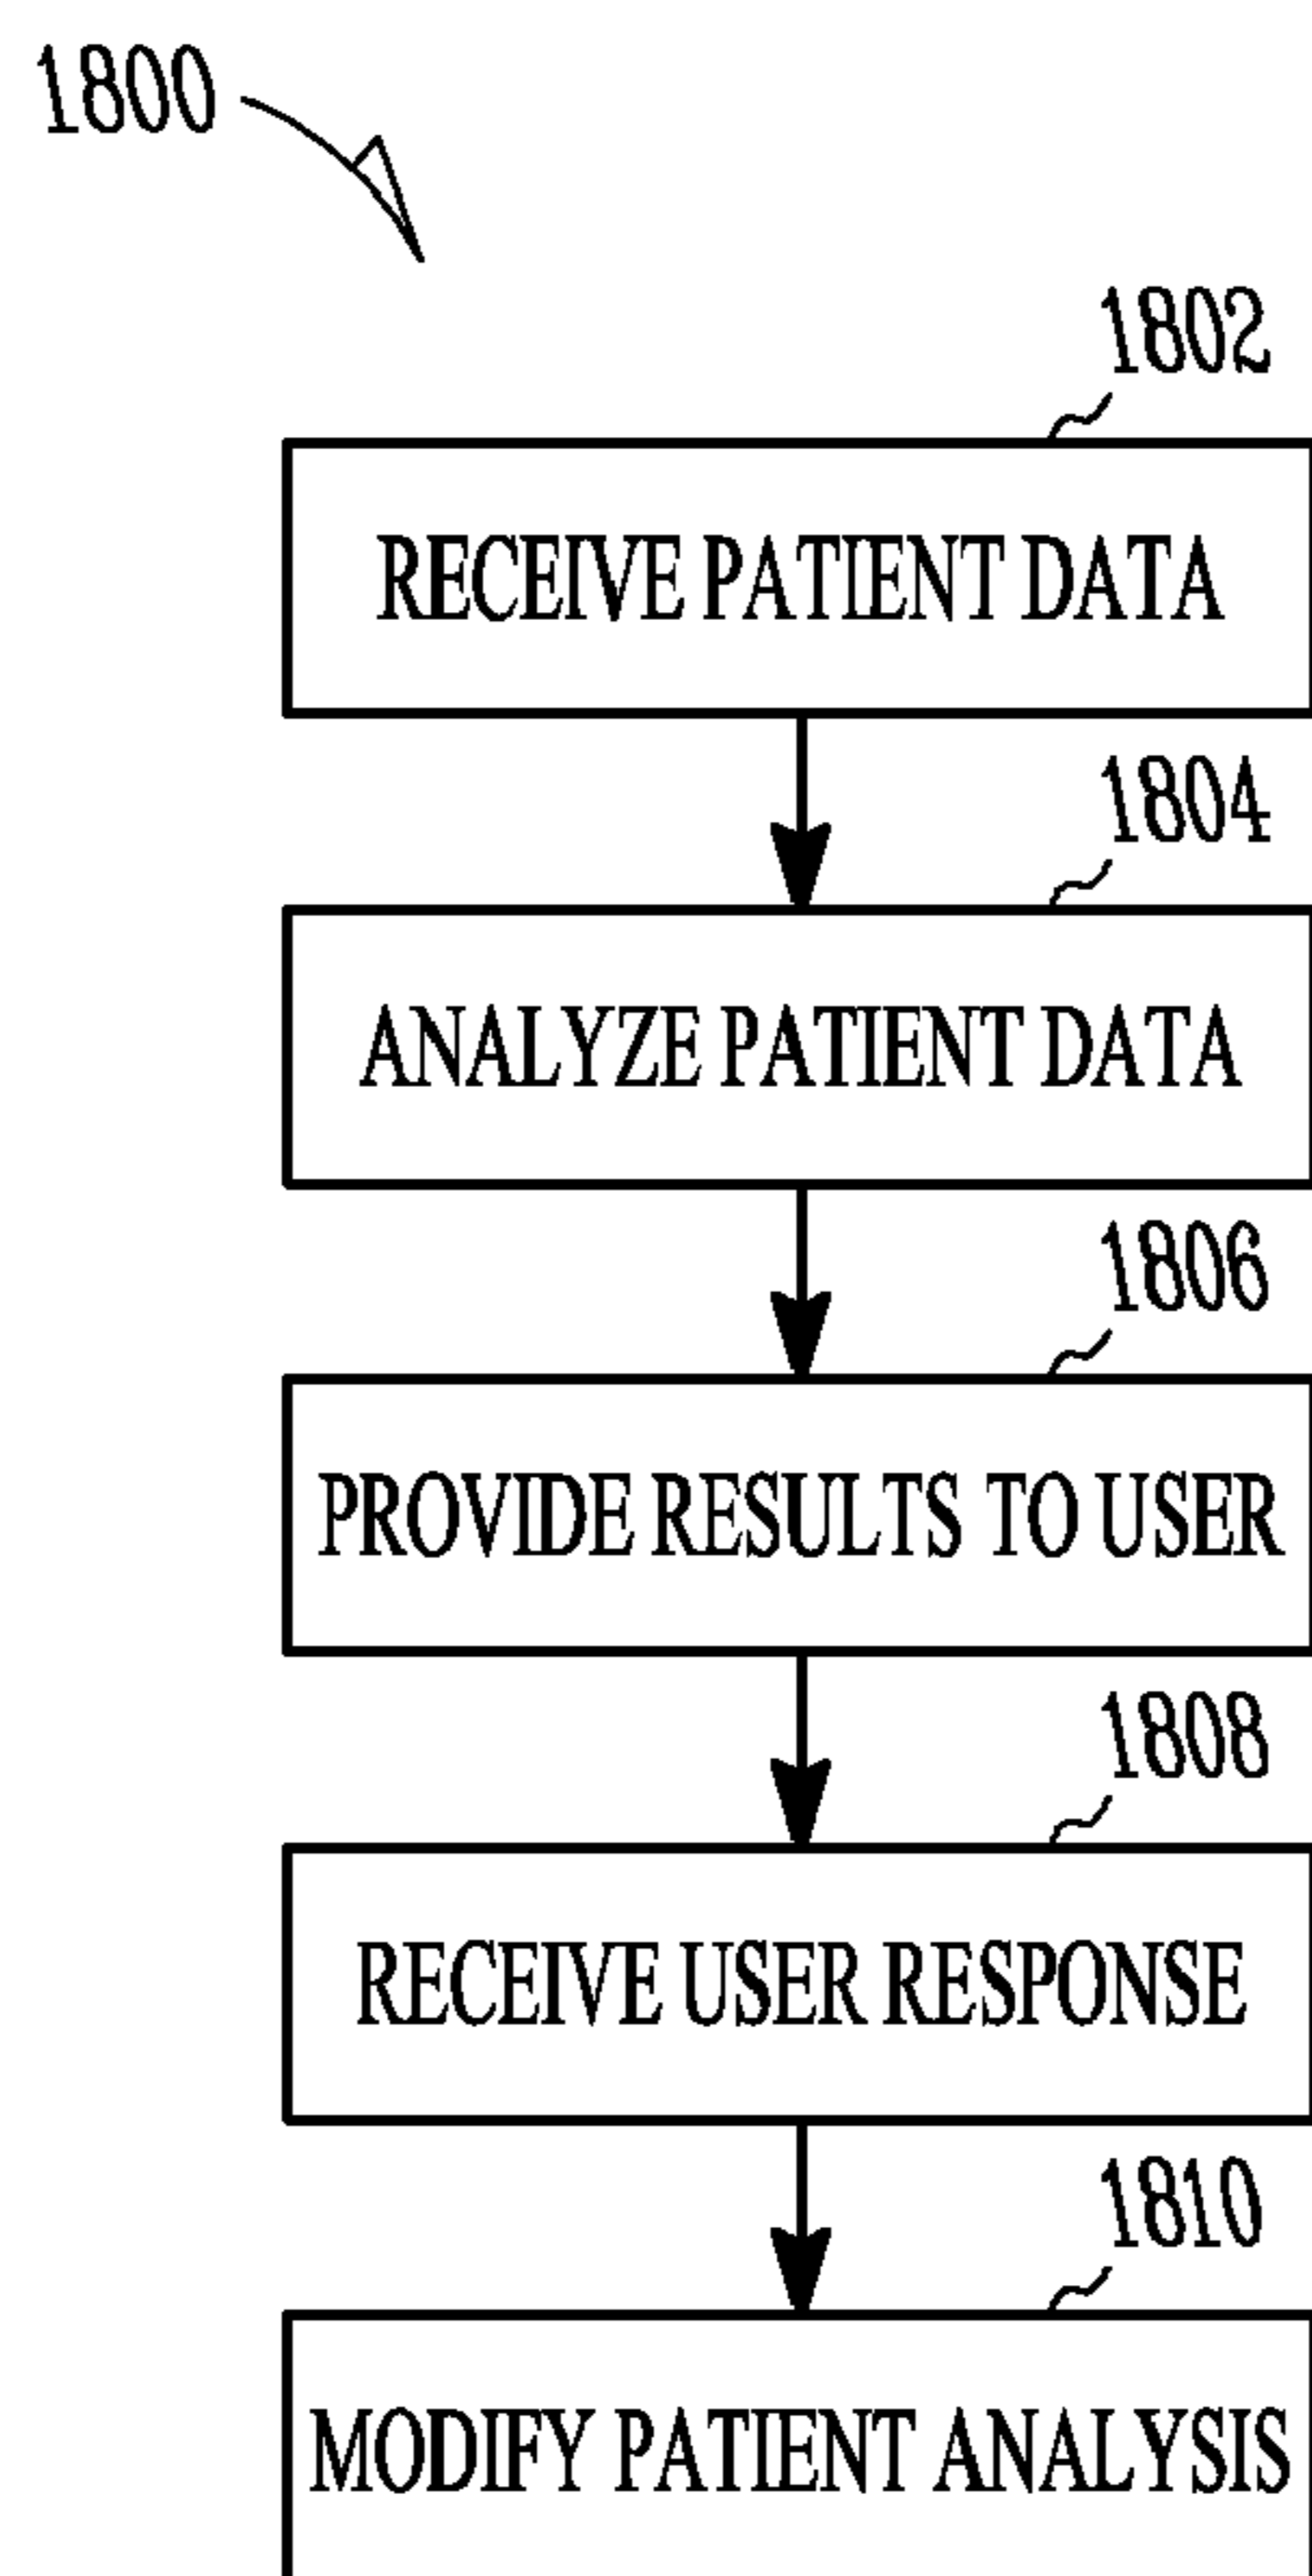 1800
1802
RECEIVE PATIENT DATA
1804
ANALYZE PATIENT DATA
1806
PROVIDE RESULTS TO USER
1808
RECEIVE USER RESPONSE
1810
MODIFY PATIENT ANALYSIS